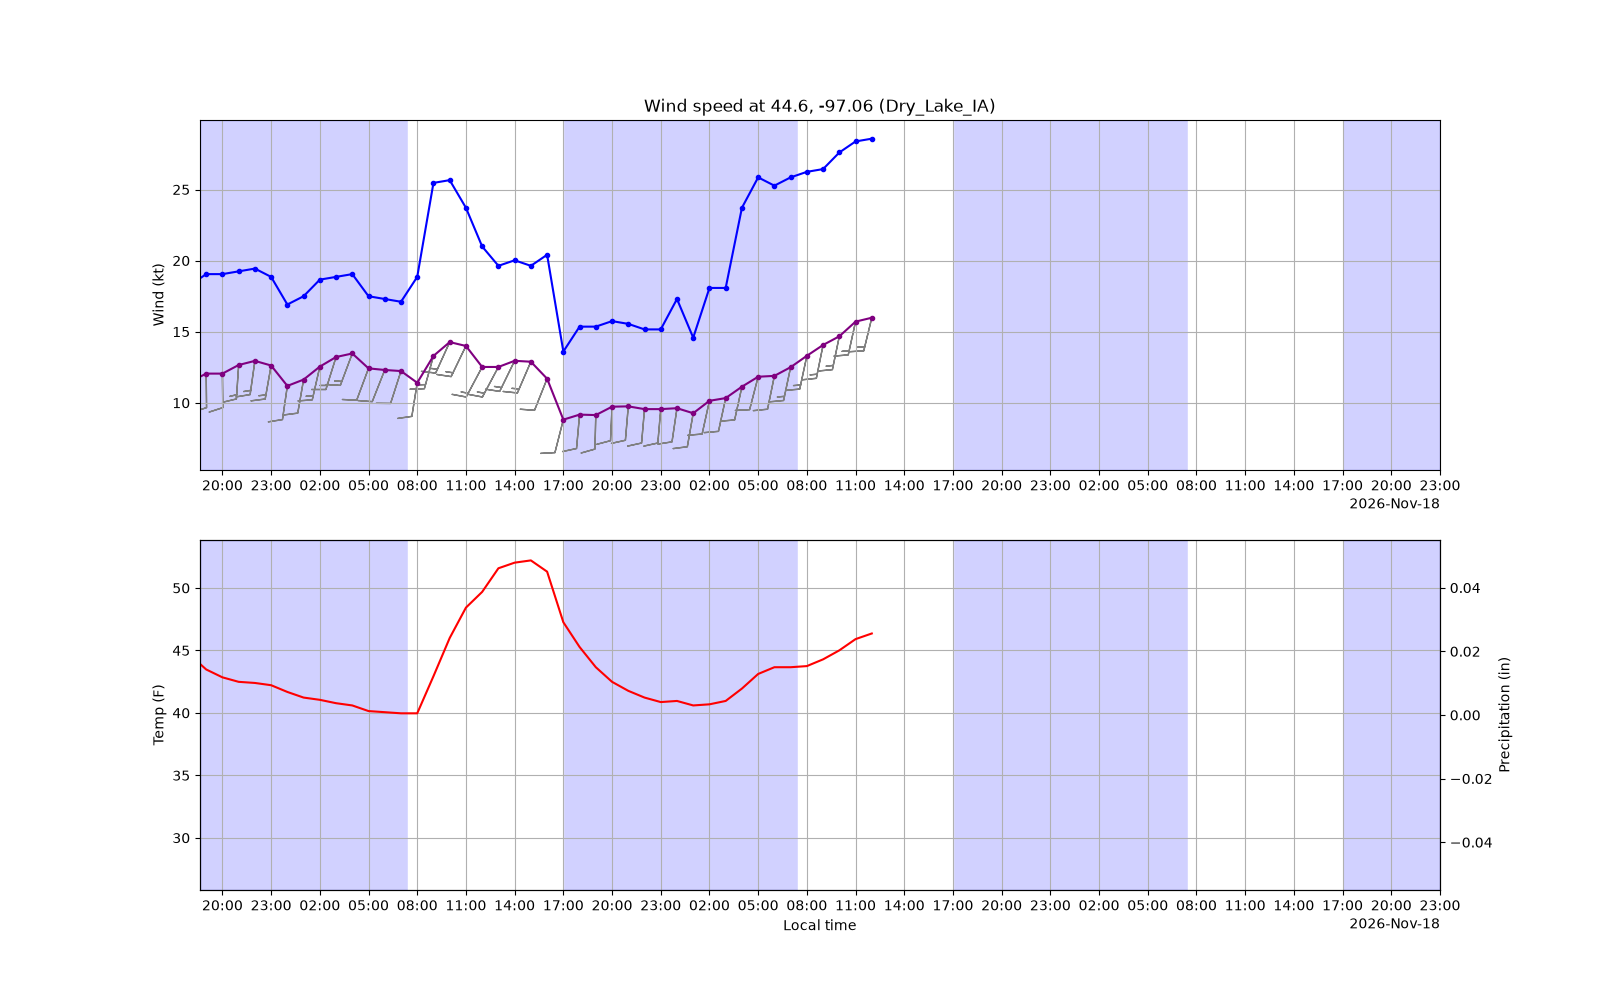 Wind speed at 44.6, -97.06 (Dry_Lake_IA)
Wind (kt)
25
20
15
10
20:00 23:00 02:00 05:00 08:00 11:00 14:00 17:00 20:00 23:00 02:00 05:00 08:00 11:00 14:00 17:00 20:00 23:00 02:00 05:00 08:00 11:00 14:00 17:00 20:00 23:00
2026-Nov-18
Temp (F)
50
45
40
35
30
0.04
0.02
0.00
−0.02
−0.04
Precipitation (in)
20:00 23:00 02:00 05:00 08:00 11:00 14:00 17:00 20:00 23:00 02:00 05:00 08:00 11:00 14:00 17:00 20:00 23:00 02:00 05:00 08:00 11:00 14:00 17:00 20:00 23:00
Local time
2026-Nov-18